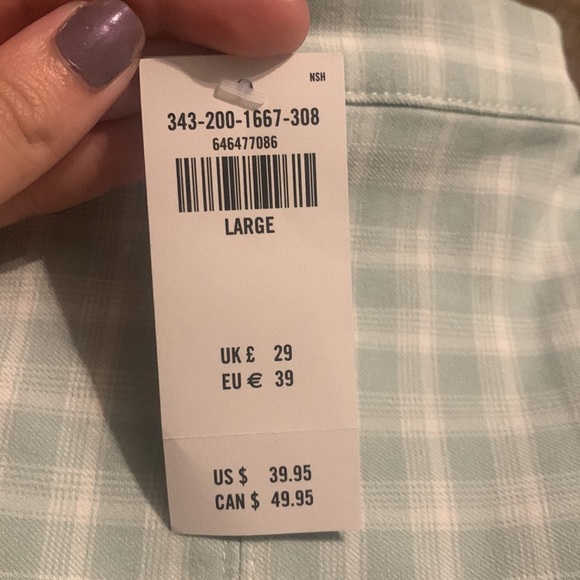 NSH
343-200-1667-308
646477086
LARGE
UK £ 29
EU € 39
US $ 39.95
CAN $ 49.95